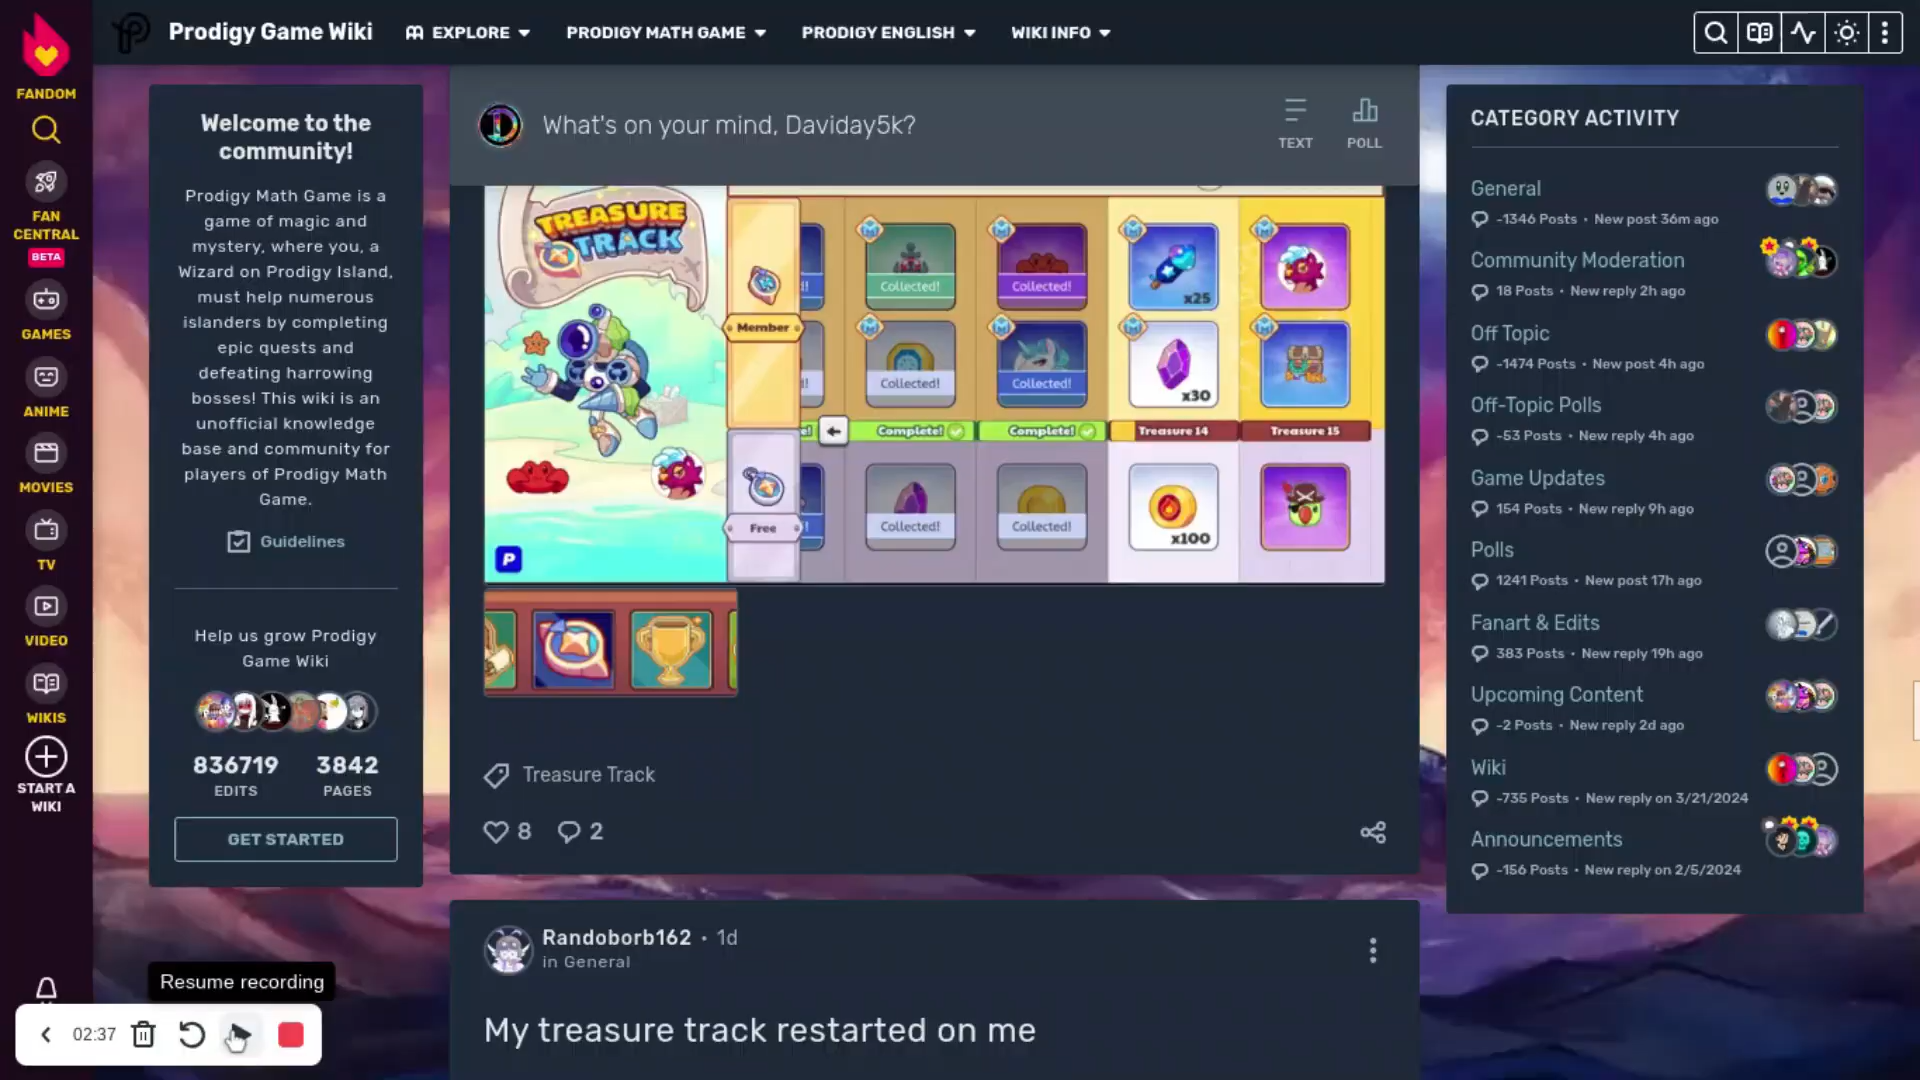 Prodigy Game Wiki
EXPLORE
PRODIGY MATH GAME
PRODIGY ENGLISH
WIKI INFO
FANDOM
FAN
CENTRAL
BETA
GAMES
ANIME
MOVIES
TV
VIDEO
WIKIS
START A
WIKI
Welcome to the
community!
Prodigy Math Game is a
game of magic and
mystery, where you, a
Wizard on Prodigy Island,
must help numerous
islanders by completing
epic quests and
defeating harrowing
bosses! This wiki is an
unofficial knowledge
base and community for
players of Prodigy Math
Game.
Guidelines
Help us grow Prodigy
Game Wiki
836719 3842
EDITS PAGES
GET STARTED
Resume recording
02:37
What's on your mind, Daviday5k?
TEXT
POLL
TREASURE
TRACK
Member
Free
P
Collected! Collected! x25
Collected! Collected! x30
Complete! Complete! Treasure 14 Treasure 15
Collected! Collected! x100
Treasure Track
8 2
Randoborb162 • 1d
in General
My treasure track restarted on me
CATEGORY ACTIVITY
General
-1346 Posts • New post 36m ago
Community Moderation
18 Posts • New reply 2h ago
Off Topic
-1474 Posts • New post 4h ago
Off-Topic Polls
-53 Posts • New reply 4h ago
Game Updates
154 Posts • New reply 9h ago
Polls
1241 Posts • New post 17h ago
Fanart & Edits
383 Posts • New reply 19h ago
Upcoming Content
-2 Posts • New reply 2d ago
Wiki
-735 Posts • New reply on 3/21/2024
Announcements
-156 Posts • New reply on 2/5/2024